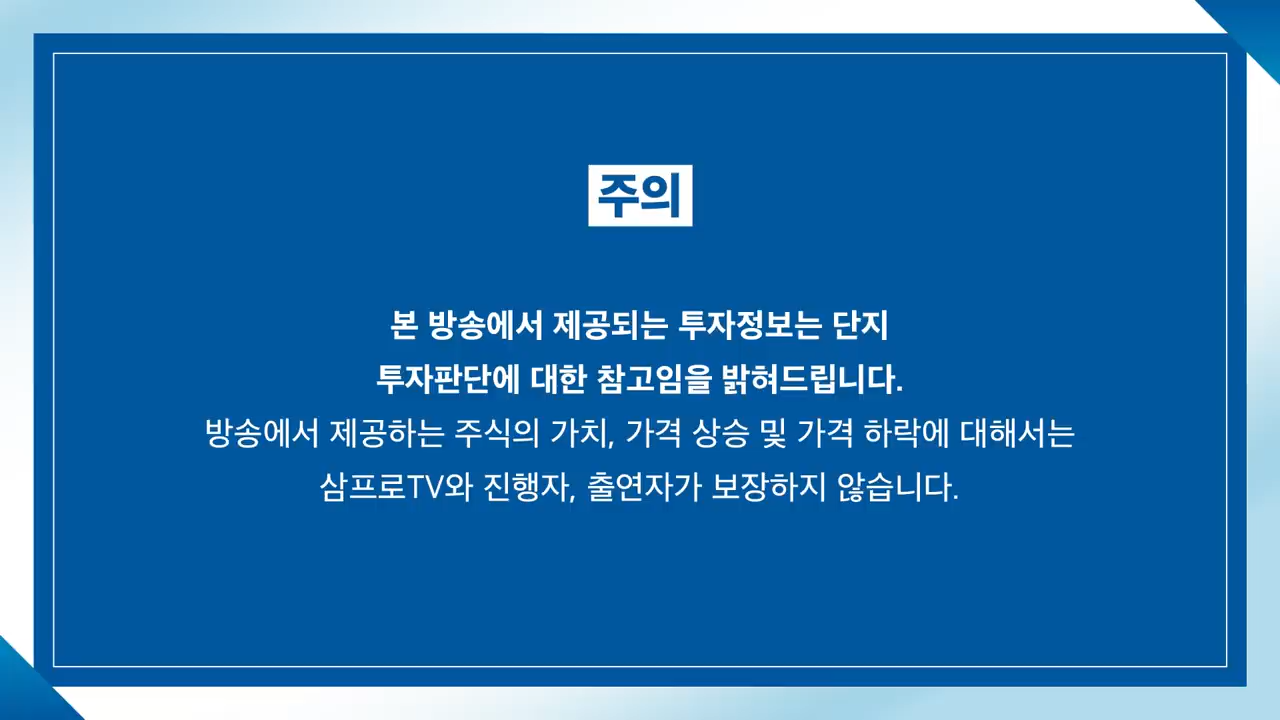 주의
본 방송에서 제공되는 투자정보는 단지
투자판단에 대한 참고임을 밝혀드립니다.
방송에서 제공하는 주식의 가치, 가격 상승 및 가격 하락에 대해서는
삼프로TV와 진행자, 출연자가 보장하지 않습니다.